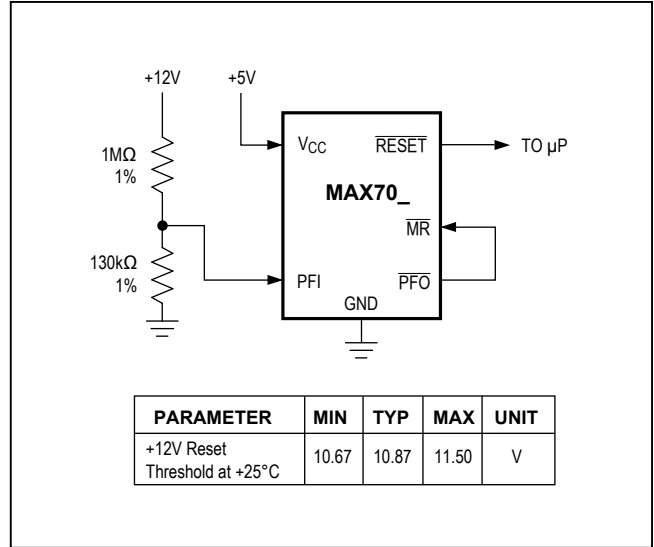 +12V
+5V
1MΩ
1%
130kΩ
1%
VCC
RESET
TO µP
MAX70_
MR
PFI
PFO
GND
PARAMETER MIN TYP MAX UNIT
+12V Reset
Threshold at +25°C 10.67 10.87 11.50 V